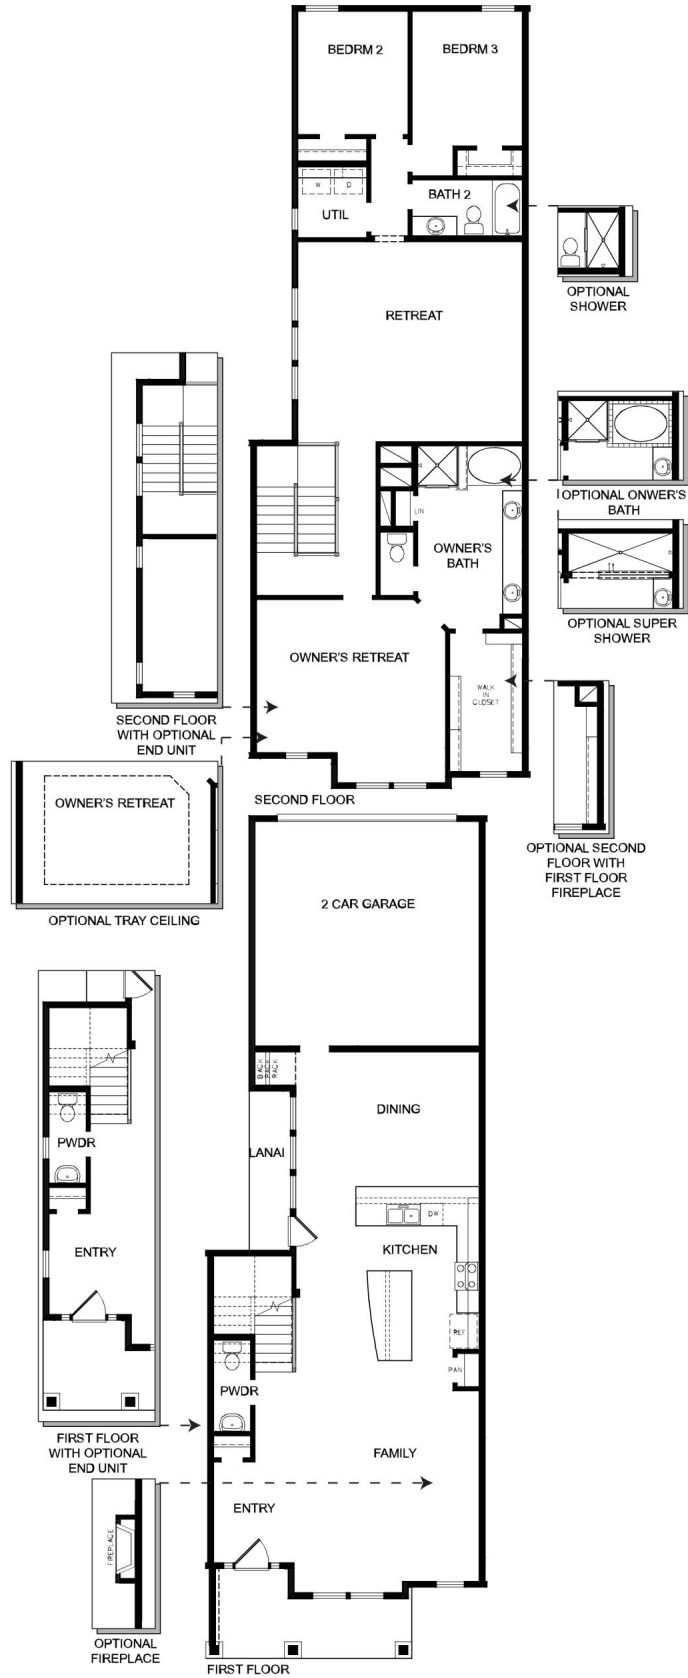 BEDRM 2
BEDRM 3
W
D
UTIL
BATH 2
OPTIONAL
SHOWER
RETREAT
OPTIONAL ONWER'S
BATH
LIN
OWNER'S
BATH
OPTIONAL SUPER
SHOWER
OWNER'S RETREAT
WALK
IN
CLOSET
SECOND FLOOR
WITH OPTIONAL
END UNIT
SECOND FLOOR
OWNER'S RETREAT
OPTIONAL TRAY CEILING
OPTIONAL SECOND
FLOOR WITH
FIRST FLOOR
FIREPLACE
2 CAR GARAGE
BACK
PACK
RACK
DINING
LANAI
DW
KITCHEN
REF
PAN
PWDR
ENTRY
PWDR
FAMILY
ENTRY
FIRST FLOOR
WITH OPTIONAL
END UNIT
FIREPLACE
OPTIONAL
FIREPLACE
FIRST FLOOR